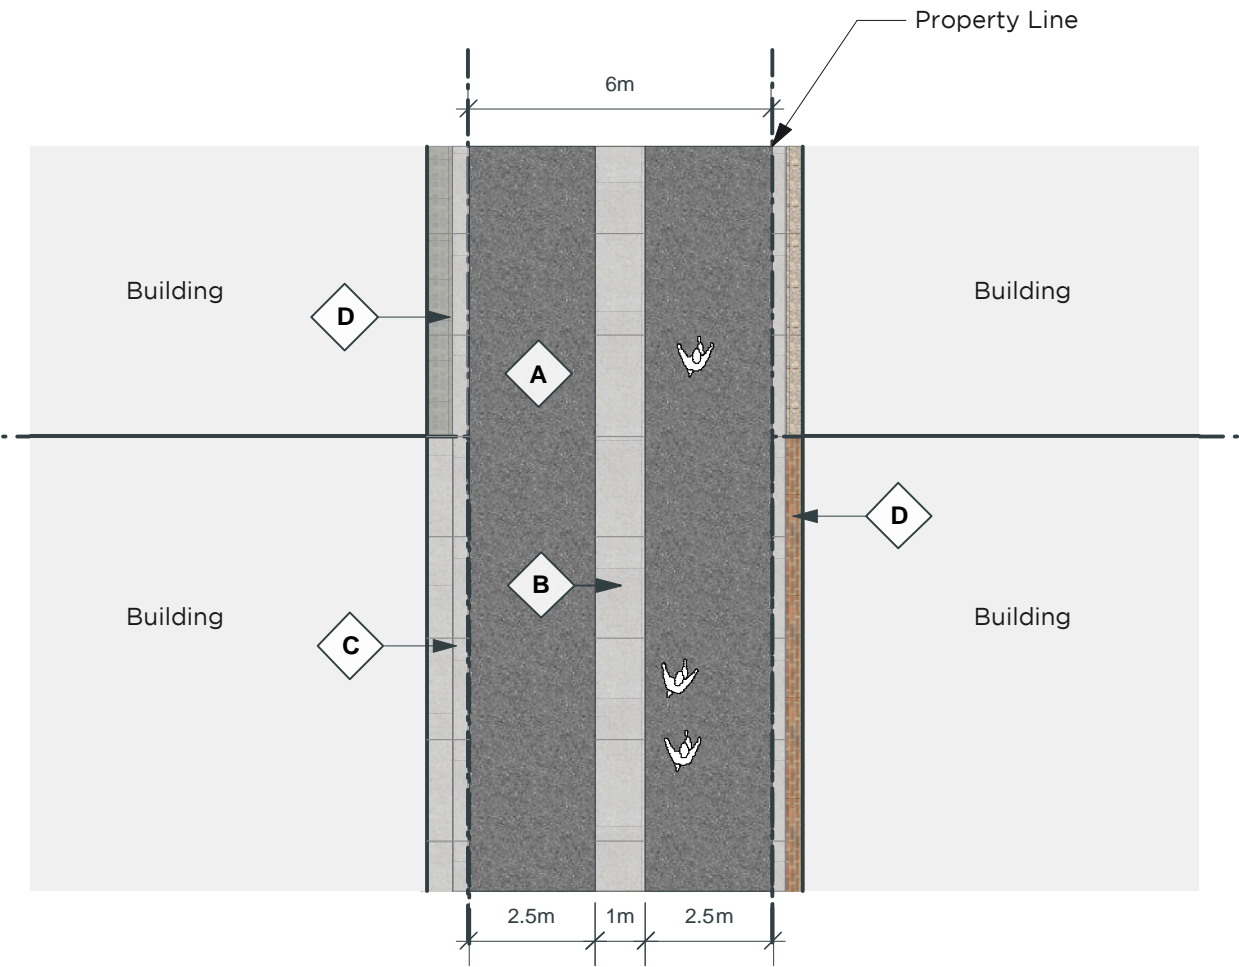 Property Line
6m
Building
Building
D
A
D
B
Building
Building
C
2.5m
1m
2.5m